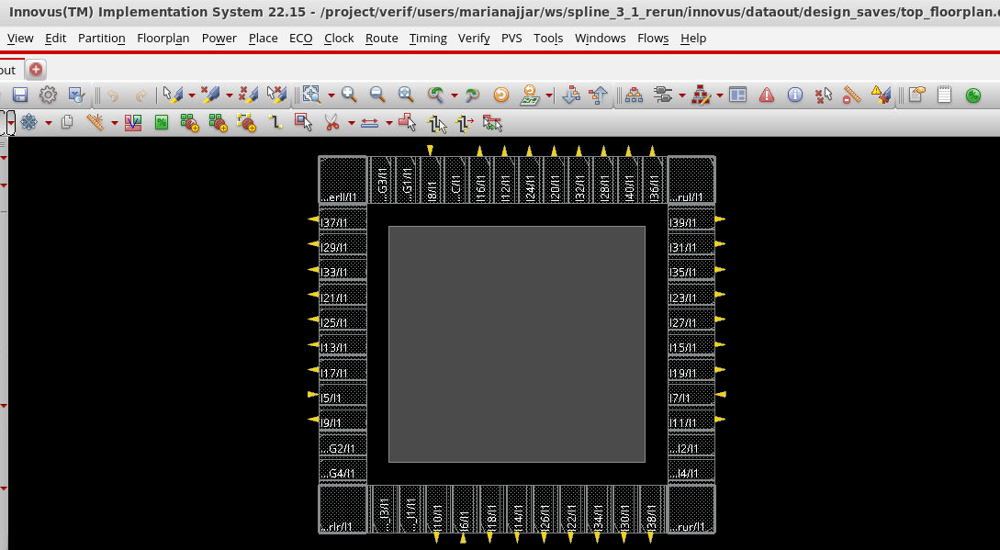 Innovus(TM) Implementation System 22.15 - /project/verif/users/marianajjar/ws/spline_3_1_rerun/innovus/dataout/design_saves/top_floorplan.
View Edit Partition Floorplan Power Place ECO Clock Route Timing Verify PVS Tools Windows Flows Help
out
...G3/I1 ...G1/I1 I8/I1 ...C/I1 I16/I1 I12/I1 I24/I1 I20/I1 I32/I1 I28/I1 I40/I1 I36/I1
...erll/I1 ...rul/I1
I37/I1 I39/I1
I29/I1 I31/I1
I33/I1 I35/I1
I21/I1 I23/I1
I25/I1 I27/I1
I13/I1 I15/I1
I17/I1 I19/I1
I5/I1 I7/I1
I9/I1 I11/I1
...G2/I1 ...I2/I1
...G4/I1 ...I4/I1
..._I3/I1 ..._I1/I1 I10/I1 I6/I1 I18/I1 I14/I1 I26/I1 I22/I1 I34/I1 I30/I1 I38/I1
...rlr/I1 ...rur/I1